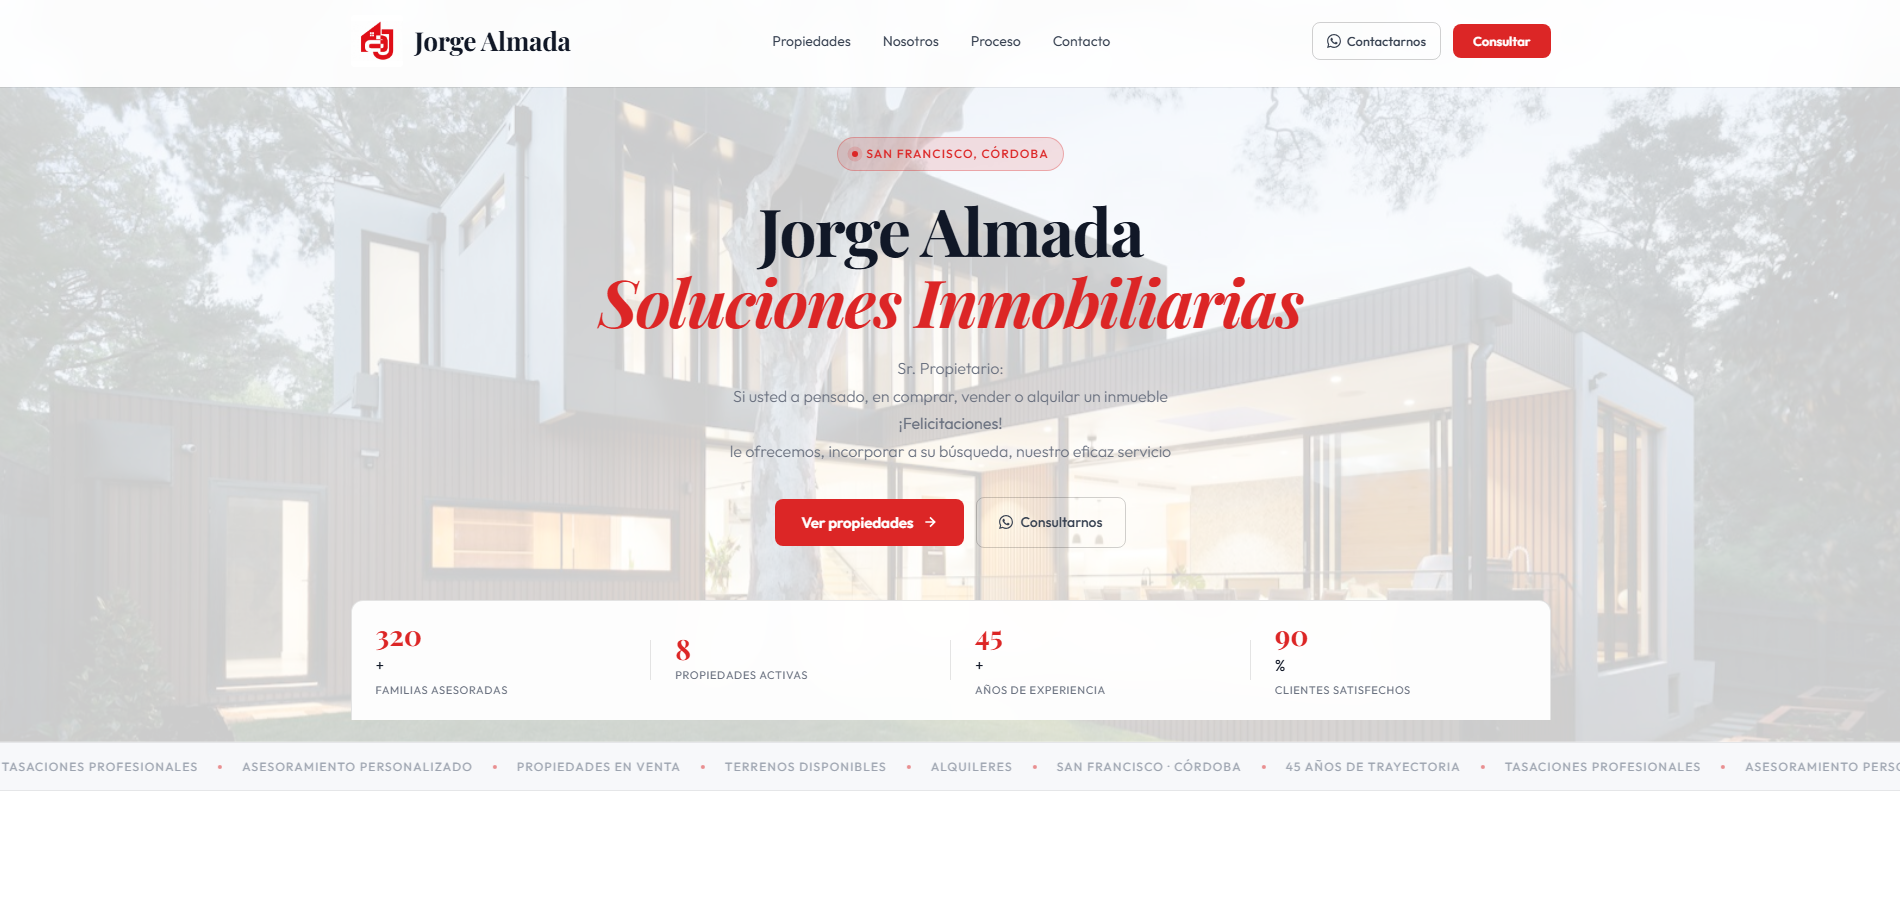 Jorge Almada
Propiedades
Nosotros
Proceso
Contacto
Contactarnos
Consultar
SAN FRANCISCO, CÓRDOBA
Jorge Almada
Soluciones Inmobiliarias
Sr. Propietario:
Si usted a pensado, en comprar, vender o alquilar un inmueble
¡Felicitaciones!
le ofrecemos, incorporar a su búsqueda, nuestro eficaz servicio
Ver propiedades →
Consultarnos
320
+
FAMILIAS ASESORADAS
8
PROPIEDADES ACTIVAS
45
+
AÑOS DE EXPERIENCIA
90
%
CLIENTES SATISFECHOS
TASACIONES PROFESIONALES • ASESORAMIENTO PERSONALIZADO • PROPIEDADES EN VENTA • TERRENOS DISPONIBLES • ALQUILERES • SAN FRANCISCO · CÓRDOBA • 45 AÑOS DE TRAYECTORIA • TASACIONES PROFESIONALES • ASESORAMIENTO PERSO